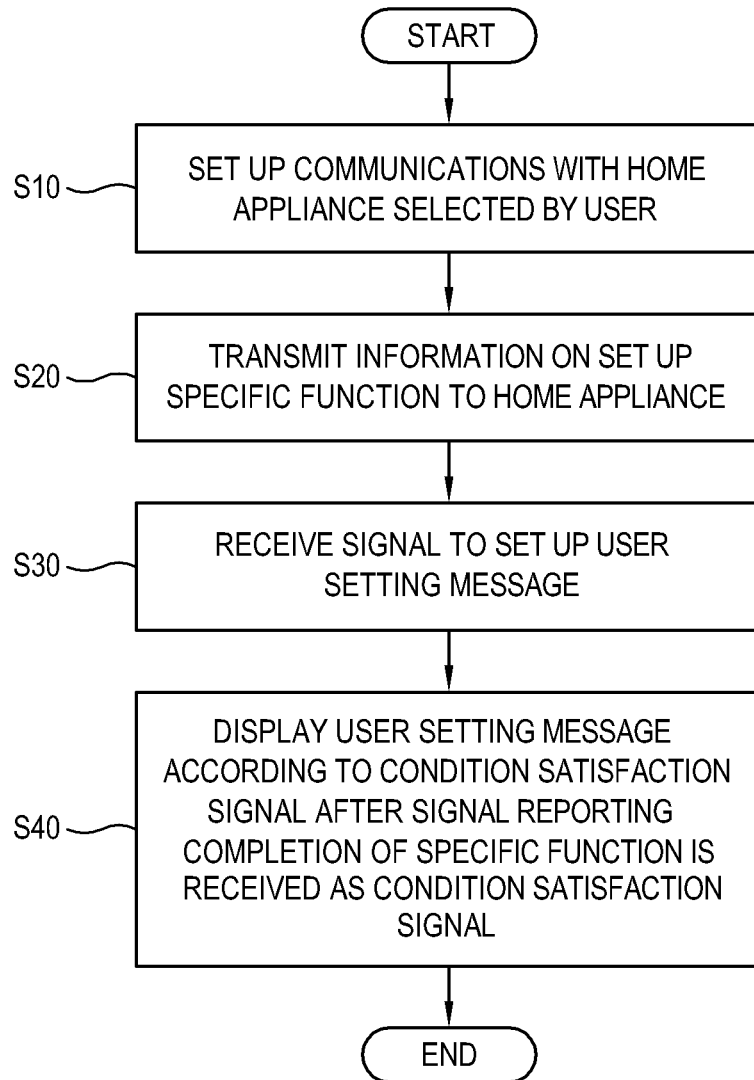 START
S10
SET UP COMMUNICATIONS WITH HOME
APPLIANCE SELECTED BY USER
S20
TRANSMIT INFORMATION ON SET UP
SPECIFIC FUNCTION TO HOME APPLIANCE
S30
RECEIVE SIGNAL TO SET UP USER
SETTING MESSAGE
S40
DISPLAY USER SETTING MESSAGE
ACCORDING TO CONDITION SATISFACTION
SIGNAL AFTER SIGNAL REPORTING
COMPLETION OF SPECIFIC FUNCTION IS
RECEIVED AS CONDITION SATISFACTION
SIGNAL
END